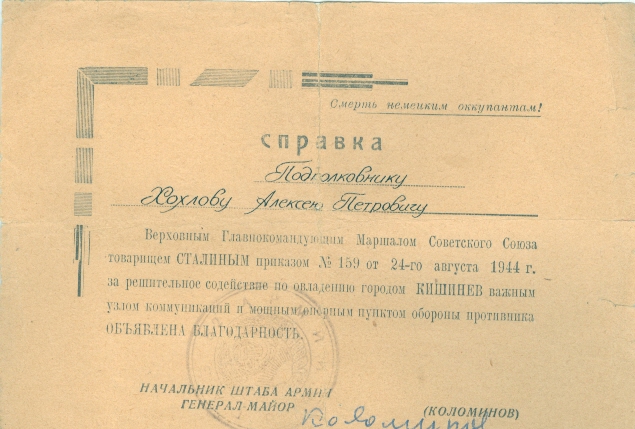 Смерть немецким оккупантам!
СПРАВКА
Подполковнику
Хохлову Алексею Петровичу
Верховным Главнокомандующим Маршалом Советского Союза
товарищем СТАЛИНЫМ приказом № 159 от 24-го августа 1944 г.
за решительное содействие по овладению городом КИШИНЕВ важным
узлом коммуникаций и мощным опорным пунктом обороны противника
ОБЪЯВЛЕНА БЛАГОДАРНОСТЬ.
НАЧАЛЬНИК ШТАБА АРМИИ
ГЕНЕРАЛ-МАЙОР
(КОЛОМИНОВ)
Коломинов